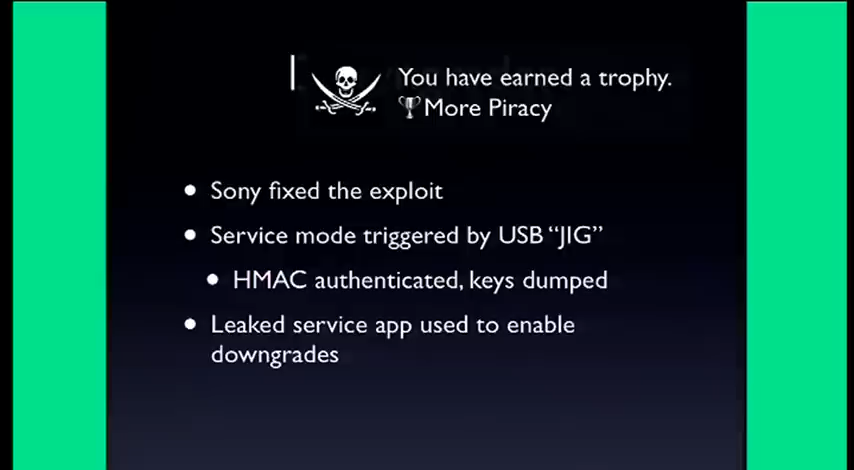 You have earned a trophy.
🏆More Piracy
• Sony fixed the exploit
• Service mode triggered by USB “JIG”
• HMAC authenticated, keys dumped
• Leaked service app used to enable
downgrades